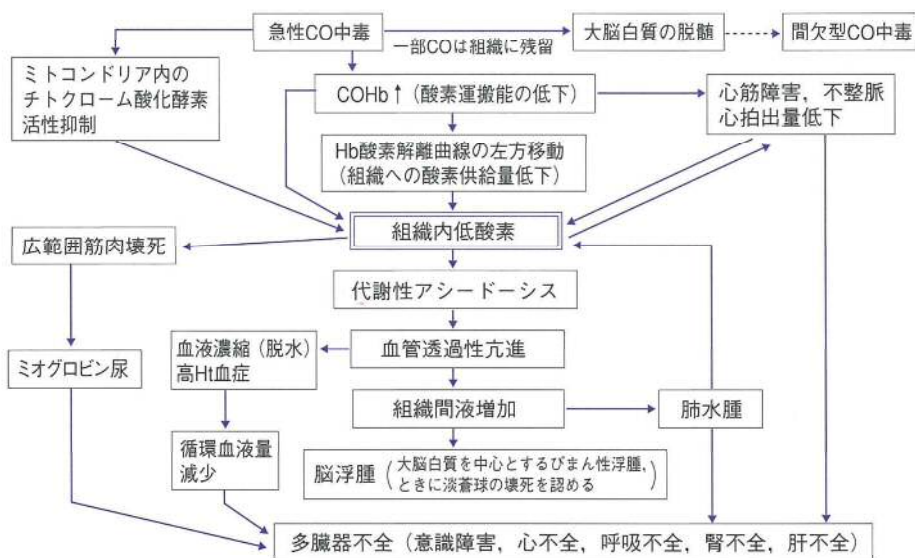 急性CO中毒
一部COは組織に残留
大脳白質の脱髄
間欠型CO中毒
ミトコンドリア内の
チトクローム酸化酵素
活性抑制
COHb↑（酸素運搬能の低下）
心筋障害，不整脈
心拍出量低下
Hb酸素解離曲線の左方移動
（組織への酸素供給量低下）
組織内低酸素
広範囲筋肉壊死
代謝性アシードーシス
血液濃縮（脱水）
高Ht血症
血管透過性亢進
ミオグロビン尿
組織間液増加
肺水腫
循環血液量
減少
脳浮腫（大脳白質を中心とするびまん性浮腫，
ときに淡蒼球の壊死を認める）
多臓器不全（意識障害，心不全，呼吸不全，腎不全，肝不全）